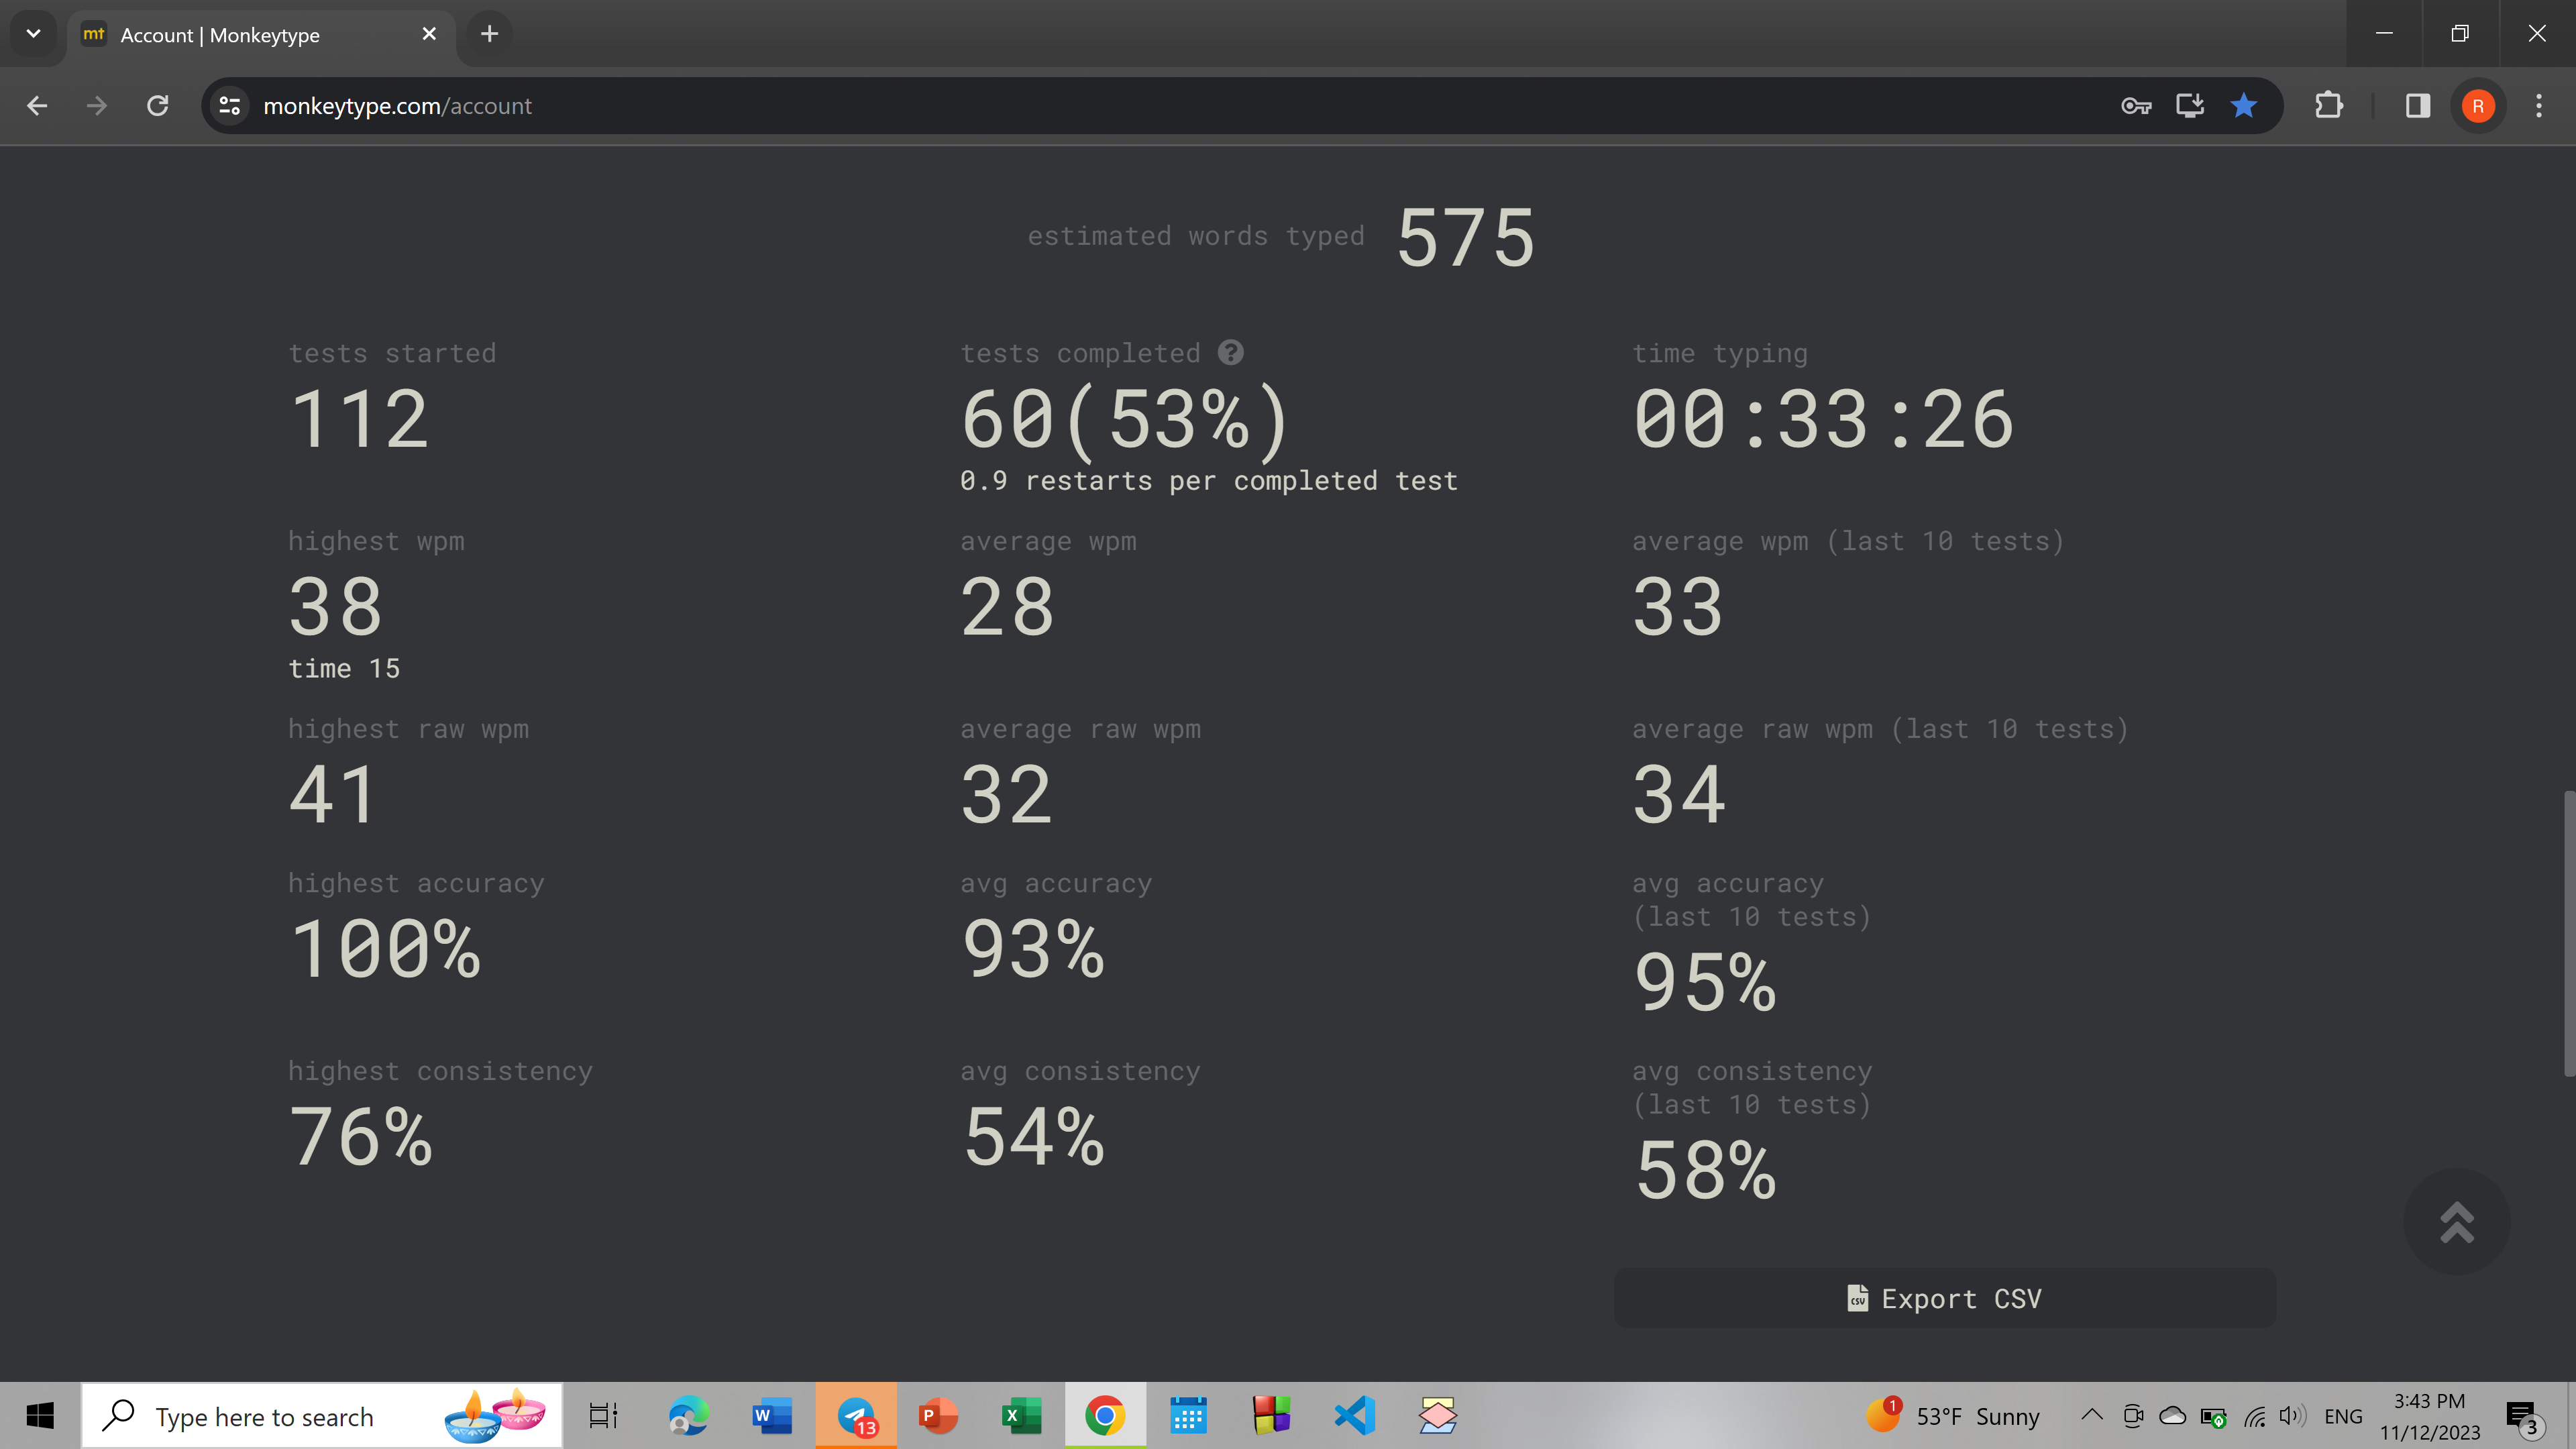 mt Account | Monkeytype
monkeytype.com/account
R
estimated words typed 575
tests started
112
tests completed ?
60(53%)
0.9 restarts per completed test
time typing
00:33:26
highest wpm
38
time 15
average wpm
28
average wpm (last 10 tests)
33
highest raw wpm
41
average raw wpm
32
average raw wpm (last 10 tests)
34
highest accuracy
100%
avg accuracy
93%
avg accuracy
(last 10 tests)
95%
highest consistency
76%
avg consistency
54%
avg consistency
(last 10 tests)
58%
CSV Export CSV
Type here to search
W
13
P
X
1
53°F Sunny
ENG
3:43 PM
11/12/2023
3